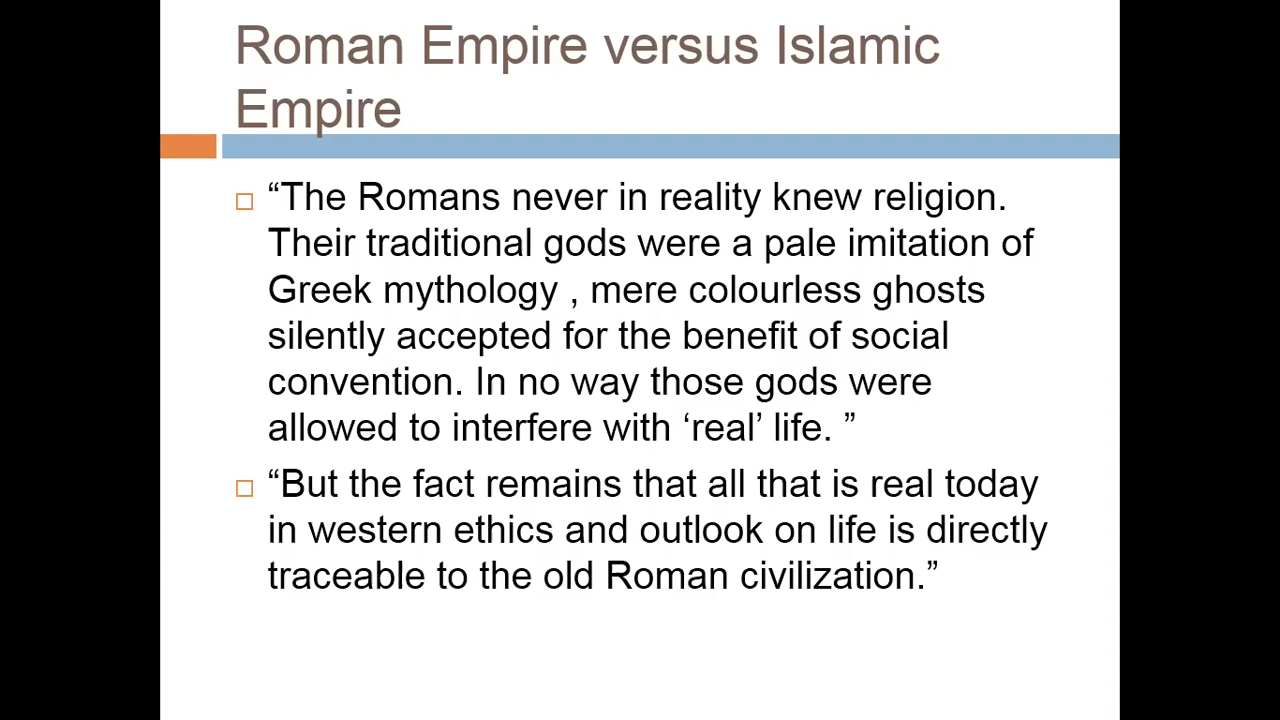 Roman Empire versus Islamic
Empire
“The Romans never in reality knew religion.
Their traditional gods were a pale imitation of
Greek mythology , mere colourless ghosts
silently accepted for the benefit of social
convention. In no way those gods were
allowed to interfere with ‘real’ life. ”
“But the fact remains that all that is real today
in western ethics and outlook on life is directly
traceable to the old Roman civilization.”